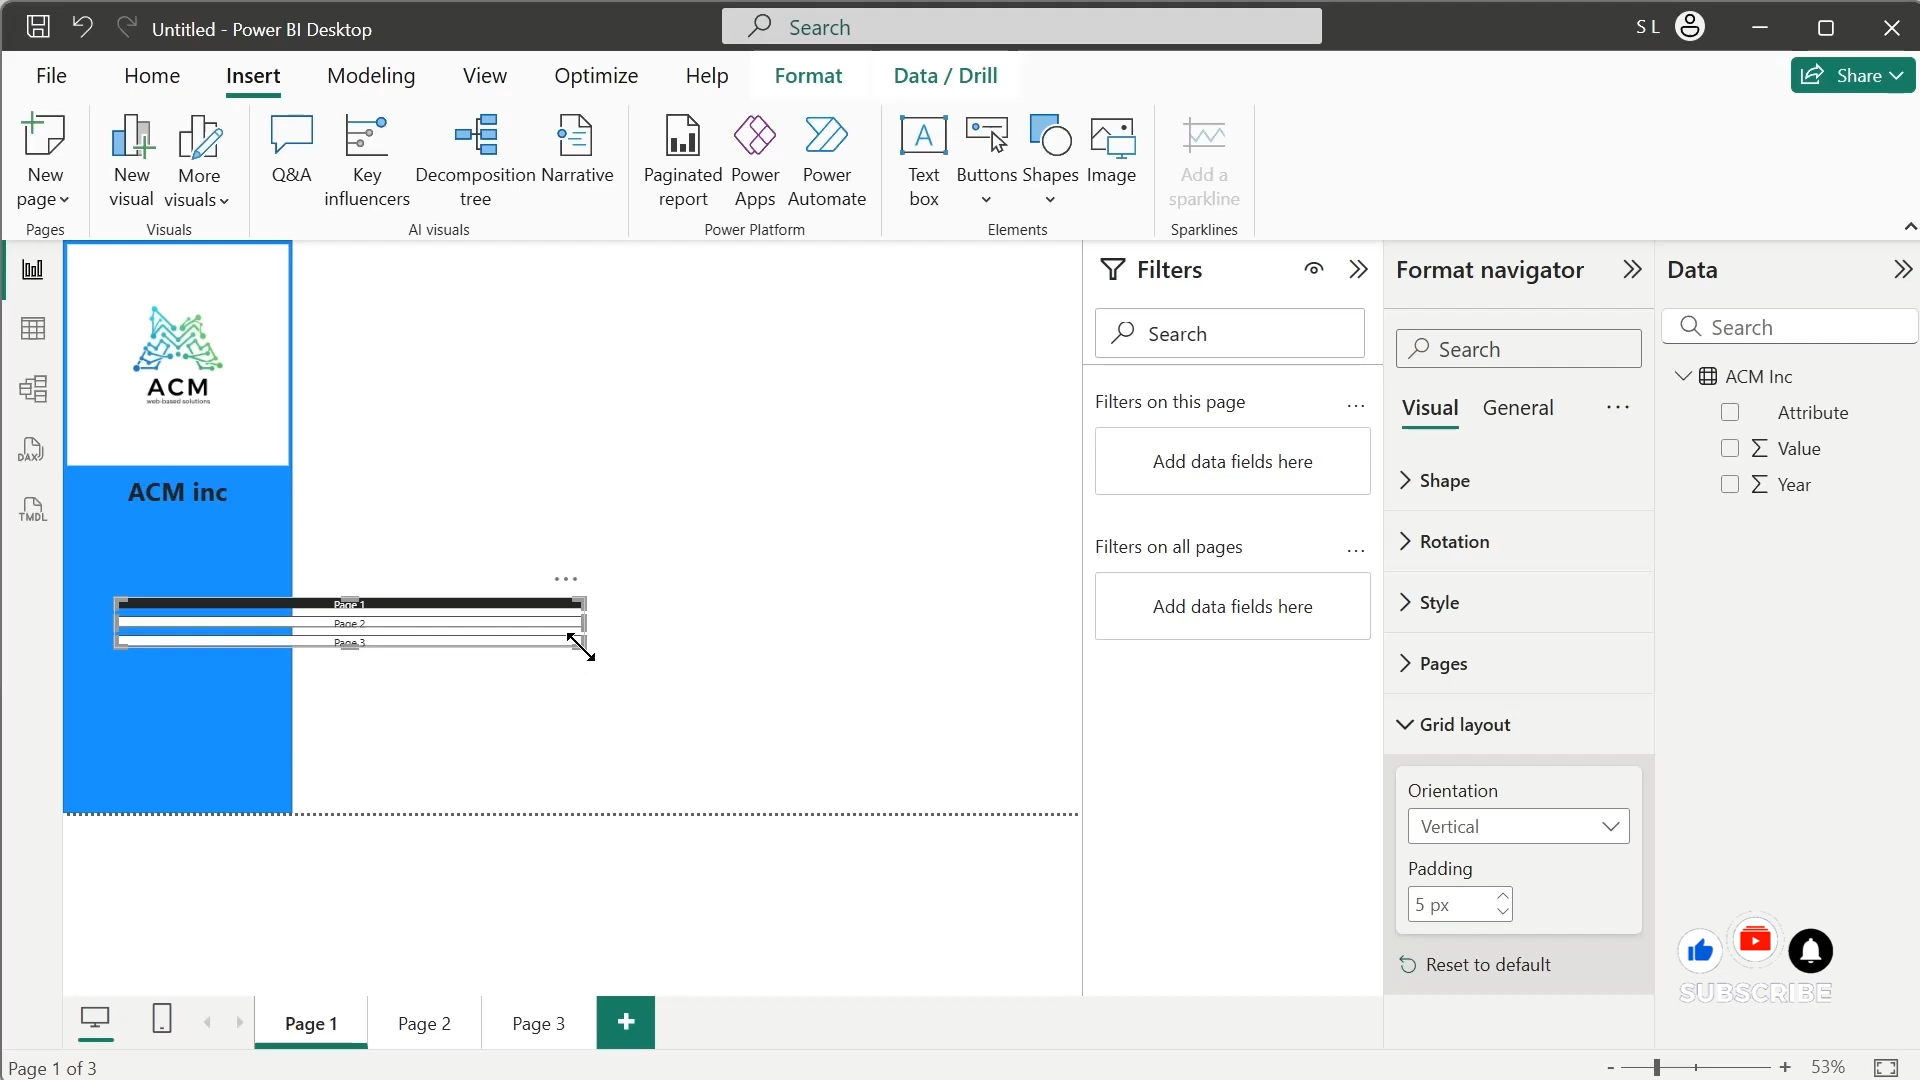 Untitled - Power BI Desktop
Search
S L
File
Home
Insert
Modeling
View
Optimize
Help
Format
Data / Drill
Share
New page
New visual
More visuals
Q&A
Key influencers
Decomposition tree
Narrative
Paginated report
Power Apps
Power Automate
Text box
Buttons
Shapes
Image
Add a sparkline
Pages
Visuals
AI visuals
Power Platform
Elements
Sparklines
DAX
TMDL
ACM
web-based solutions
ACM inc
Page 1
Page 2
Page 3
Filters
Search
Filters on this page
Add data fields here
Filters on all pages
Add data fields here
Format navigator
Search
Visual
General
Shape
Rotation
Style
Pages
Grid layout
Orientation
Vertical
Padding
5 px
Reset to default
Data
Search
ACM Inc
Attribute
Value
Year
SUBSCRIBE
Page 1
Page 2
Page 3
Page 1 of 3
53%